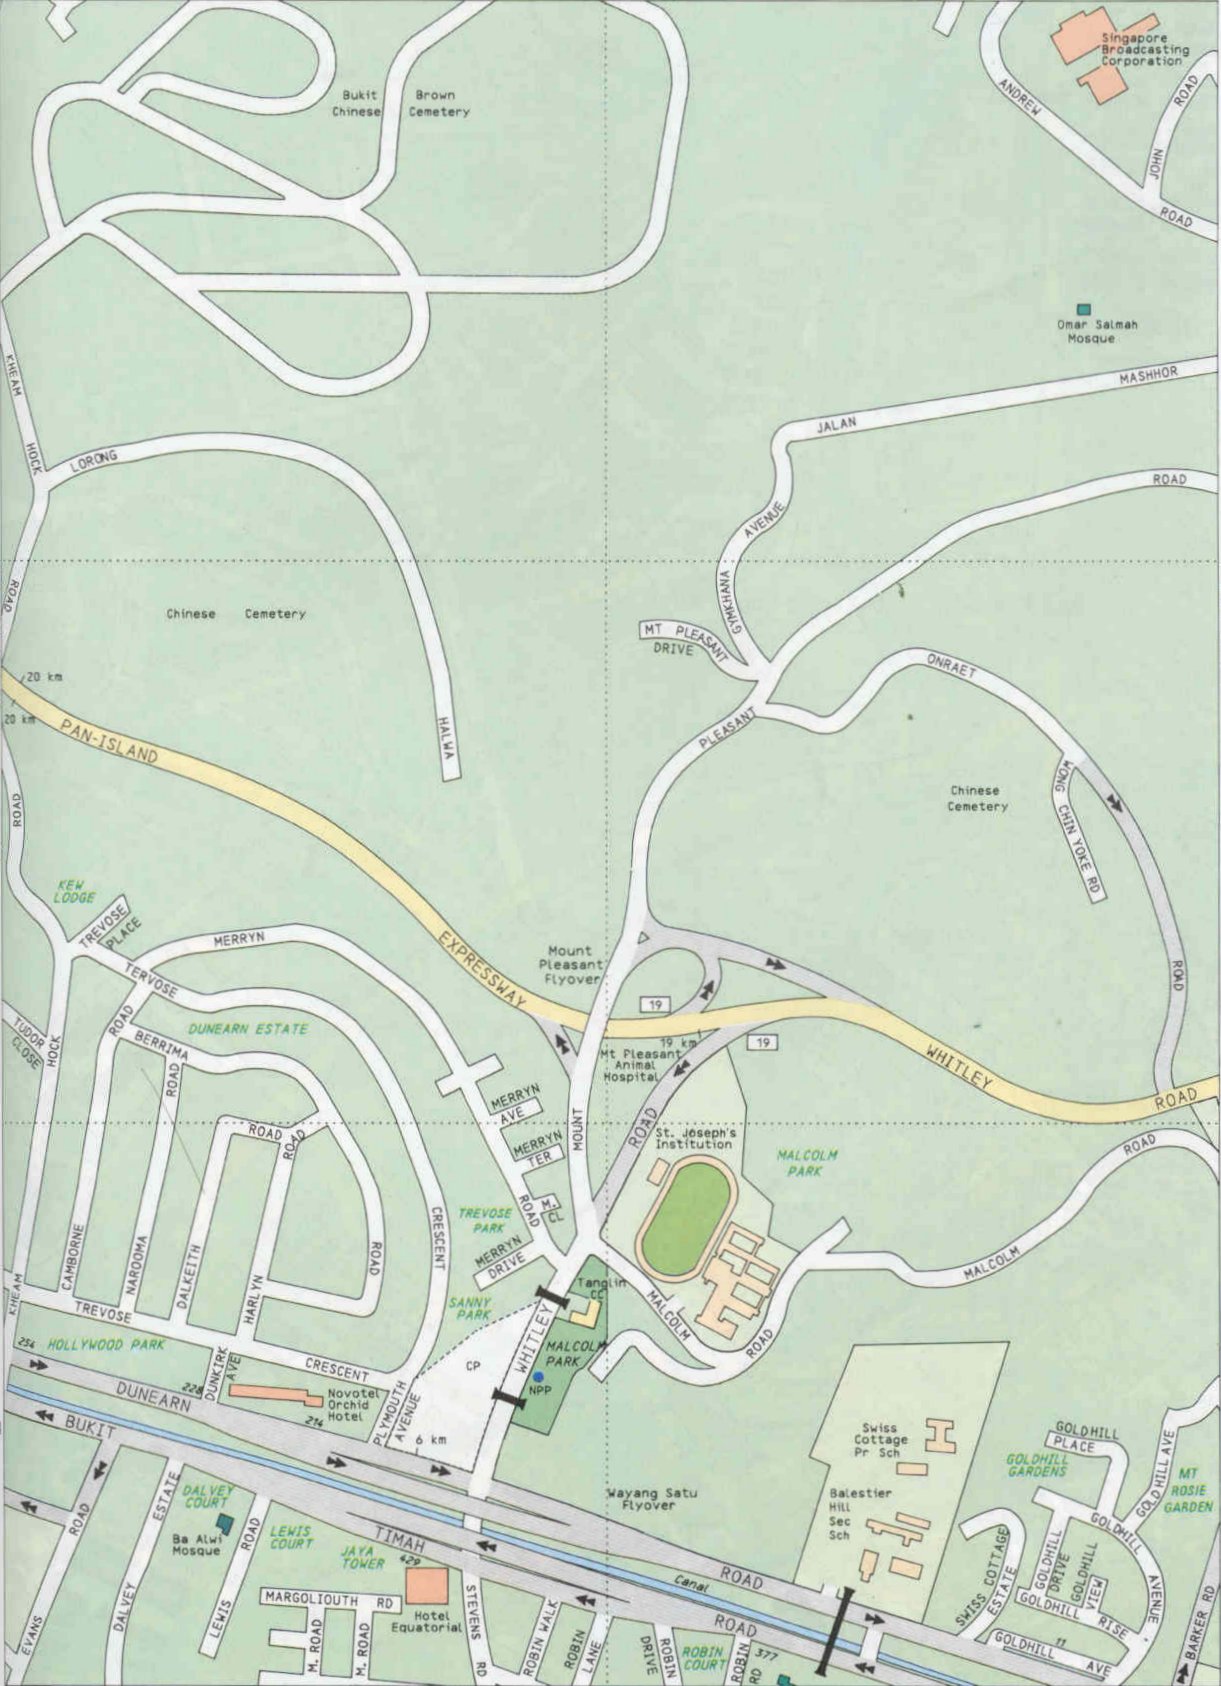 Singapore
Broadcasting
Corporation
Bukit Brown
Chinese Cemetery
ANDREW
ROAD
JOHN
ROAD
Omar Salmah
Mosque
KHEAM
HOCK
ROAD
JALAN
MASHHOR
LORONG
HALWA
AVENUE
GYMKHANA
ROAD
Chinese Cemetery
MT PLEASANT
DRIVE
ONRAET
PLEASANT
20 km
20 km
PAN-ISLAND
EXPRESSWAY
ROAD
Chinese
Cemetery
WONG CHIN YOKE RD
KEW
LODGE
TREVOSE
PLACE
MERRYN
Mount
Pleasant
Flyover
TERVOSE
ROAD
19
19 km
19
ROAD
TUDOR
CLOSE
HOCK
DUNEARN ESTATE
BERRIMA
ROAD
Mt Pleasant
Animal
Hospital
WHITLEY
ROAD
MERRYN
AVE
MOUNT
ROAD
ROAD
ROAD
MERRYN
TER
St. Joseph's
Institution
MALCOLM
PARK
ROAD
M.
CL
ROAD
TREVOSE
PARK
CRESCENT
CAMBORNE
NAROOMA
DALKEITH
HARLYN
ROAD
MERRYN
DRIVE
MALCOLM
KHEAM
Tanglin
CC
TREVOSE
SANNY
PARK
MALCOLM
ROAD
254
HOLLYWOOD PARK
WHITLEY
MALCOLM
PARK
CRESCENT
DUNKIRK
AVE
CP
NPP
228
DUNEARN
Novotel
Orchid
Hotel
214
PLYMOUTH
AVENUE
BUKIT
6 km
Swiss
Cottage
Pr Sch
GOLDHILL
PLACE
GOLDHILL
GARDENS
GOLDHILL AVE
MT
ROSIE
GARDEN
DALVEY
COURT
ESTATE
ROAD
Wayang Satu
Flyover
Balestier
Hill
Sec
Sch
Ba Alwi
Mosque
ROAD
LEWIS
COURT
TIMAH
JAYA
TOWER
429
SWISS COTTAGE
ESTATE
GOLDHILL
DRIVE
GOLDHILL
VIEW
GOLDHILL
AVENUE
Canal
ROAD
MARGOLIOUTH RD
Hotel
Equatorial
STEVENS
RD
GOLDHILL RISE
ROAD
EVANS
DALVEY
LEWIS
M. ROAD
M. ROAD
ROBIN WALK
ROBIN
LANE
ROBIN
DRIVE
ROBIN
COURT
ROBIN
RD
377
11
GOLDHILL AVE
BARKER RD